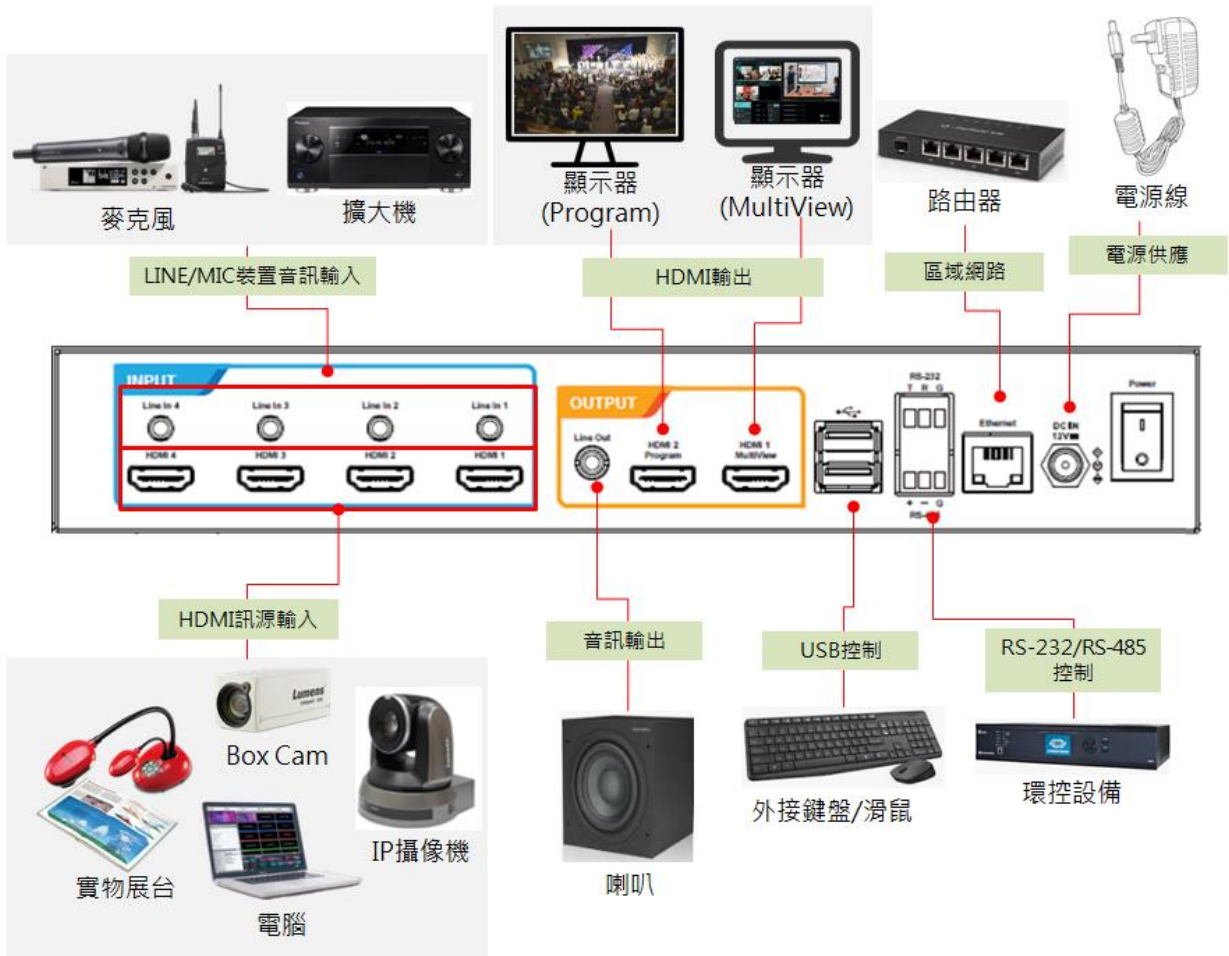 麥克風
擴大機
顯示器
(Program)
顯示器
(MultiView)
路由器
電源線
LINE/MIC裝置音訊輸入
HDMI輸出
區域網路
電源供應
INPUT
Line In 4
Line In 3
Line In 2
Line In 1
HDMI 4
HDMI 3
HDMI 2
HDMI 1
OUTPUT
Line Out
HDMI 2
Program
HDMI 1
MultiView
RS-232
T R G
+ − G
Ethernet
DC IN
12V
Power
HDMI訊源輸入
音訊輸出
USB控制
RS-232/RS-485
控制
Lumens
Box Cam
IP攝像機
實物展台
電腦
喇叭
外接鍵盤/滑鼠
環控設備